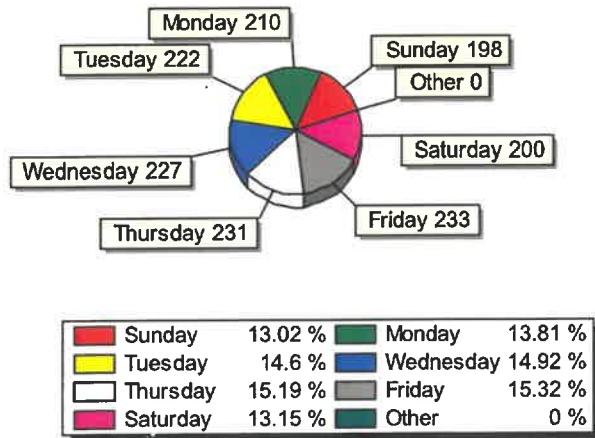 Monday 210
Sunday 198
Tuesday 222
Other 0
Saturday 200
Wednesday 227
Friday 233
Thursday 231
Sunday 13.02 % Monday 13.81 %
Tuesday 14.6 % Wednesday 14.92 %
Thursday 15.19 % Friday 15.32 %
Saturday 13.15 % Other 0 %